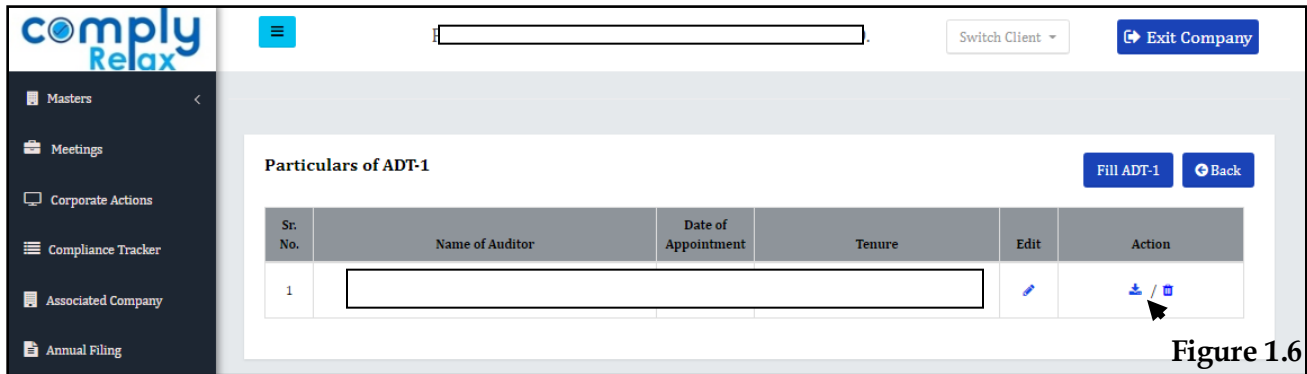 comply
Relax
Switch Client
Exit Company
Masters
Meetings
Corporate Actions
Compliance Tracker
Associated Company
Annual Filing
Particulars of ADT-1
Fill ADT-1
Back
Sr. No.
Name of Auditor
Date of Appointment
Tenure
Edit
Action
1
/
Figure 1.6